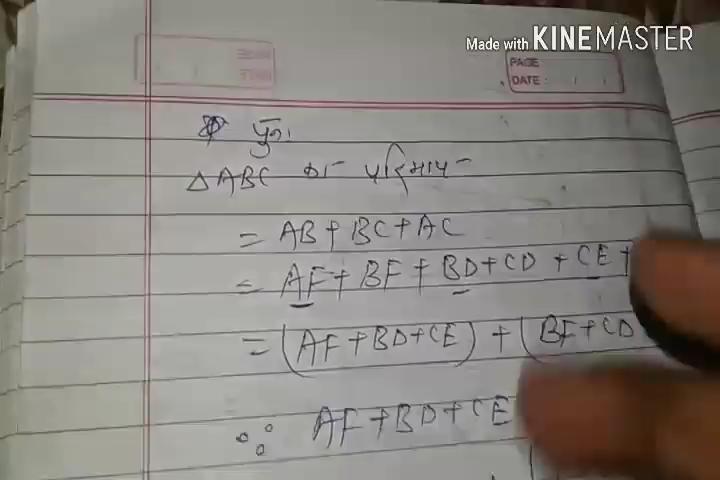 Made with KINEMASTER
PAGE
DATE :
पुनः
△ABC का परिमाप -
= AB + BC + AC
= AF + BF + BD + CD + CE +
= (AF + BD + CE) + (BF + CD
∵ AF + BD + CE